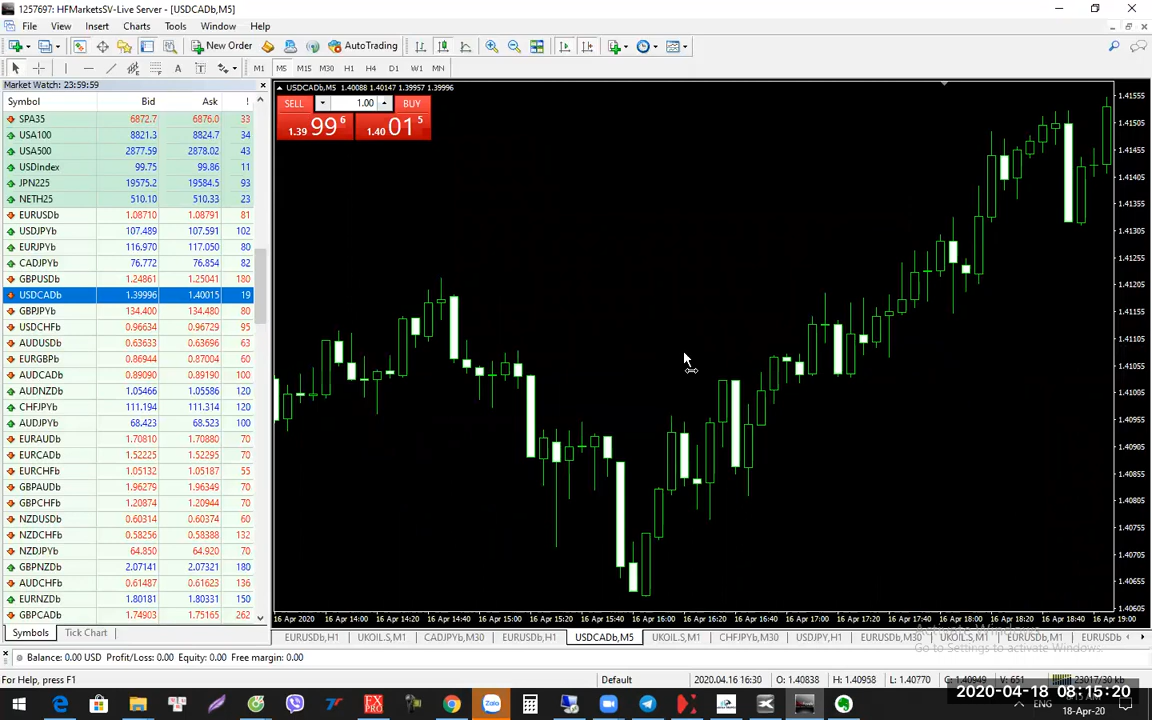 1257697: HFMarketsSV-Live Server - [USDCADb,M5]
File View Insert Charts Tools Window Help
New Order AutoTrading
A T M1 M5 M15 M30 H1 H4 D1 W1 MN
Market Watch: 23:59:59
Symbol Bid Ask !
SPA35 6872.7 6876.0 33
USA100 8821.3 8824.7 34
USA500 2877.59 2878.02 43
USDIndex 99.75 99.86 11
JPN225 19575.2 19584.5 93
NETH25 510.10 510.33 23
EURUSDb 1.08710 1.08791 81
USDJPYb 107.489 107.591 102
EURJPYb 116.970 117.050 80
CADJPYb 76.772 76.854 82
GBPUSDb 1.24861 1.25041 180
USDCADb 1.39996 1.40015 19
GBPJPYb 134.400 134.480 80
USDCHFb 0.96634 0.96729 95
AUDUSDb 0.63633 0.63696 63
EURGBPb 0.86944 0.87004 60
AUDCADb 0.89090 0.89190 100
AUDNZDb 1.05466 1.05586 120
CHFJPYb 111.194 111.314 120
AUDJPYb 68.423 68.523 100
EURAUDb 1.70810 1.70880 70
EURCADb 1.52225 1.52295 70
EURCHFb 1.05132 1.05187 55
GBPAUDb 1.96279 1.96349 70
GBPCHFb 1.20874 1.20944 70
NZDUSDb 0.60314 0.60374 60
NZDCHFb 0.58256 0.58388 132
NZDJPYb 64.850 64.920 70
GBPNZDb 2.07141 2.07321 180
AUDCHFb 0.61487 0.61623 136
EURNZDb 1.80181 1.80331 150
GBPCADb 1.74903 1.75165 262
Symbols Tick Chart
USDCADb,M5 1.40088 1.40147 1.39957 1.39996
SELL 1.00 BUY
1.39 99 6 1.40 01 5
1.41555
1.41505
1.41455
1.41405
1.41355
1.41305
1.41255
1.41205
1.41155
1.41105
1.41055
1.41005
1.40955
1.40905
1.40855
1.40805
1.40755
1.40705
1.40655
1.40605
16 Apr 2020 16 Apr 14:00 16 Apr 14:20 16 Apr 14:40 16 Apr 15:00 16 Apr 15:20 16 Apr 15:40 16 Apr 16:00 16 Apr 16:20 16 Apr 16:40 16 Apr 17:00 16 Apr 17:20 16 Apr 17:40 16 Apr 18:00 16 Apr 18:20 16 Apr 18:40 16 Apr 19:00
EURUSDb,H1 UKOIL.S,M1 CADJPYb,M30 EURUSDb,H1 USDCADb,M5 UKOIL.S,M1 CHFJPYb,M30 USDJPY,H1 EURUSDb,M30 UKOIL.S,M1 EURUSDb,M1 EURUSDb
Activate Windows
Go to Settings to activate Windows.
Balance: 0.00 USD Profit/Loss: 0.00 Equity: 0.00 Free margin: 0.00
For Help, press F1 Default 2020.04.16 16:30 O: 1.40838 H: 1.40958 L: 1.40770 C: 1.40949 V: 651 23017/30 kb
FX PRO Zalo ENG
2020-04-18 08:15:20
18-Apr-20